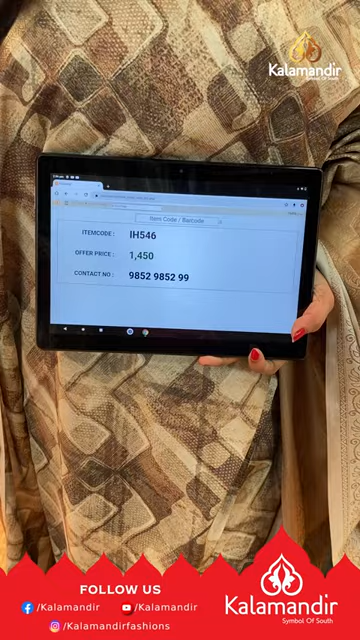 Kalamandir
Symbol Of South
Item Code / Barcode
ITEMCODE : IH546
OFFER PRICE : 1,450
CONTACT NO : 9852 9852 99
FOLLOW US
/Kalamandir /Kalamandir
/Kalamandirfashions
Kalamandir
Symbol Of South